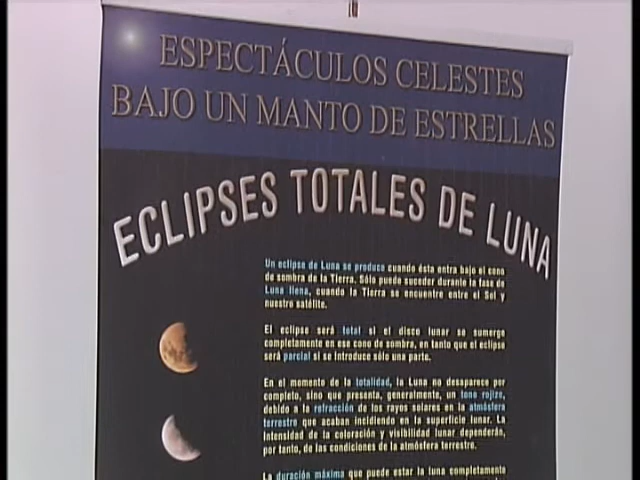 ESPECTÁCULOS CELESTES
BAJO UN MANTO DE ESTRELLAS
ECLIPSES TOTALES DE LUNA
Un eclipse de Luna se produce cuando ésta entra bajo el cono
de sombra de la Tierra. Sólo puede suceder durante la fase de
Luna llena, cuando la Tierra se encuentre entre el Sol y
nuestro satélite.
El eclipse será total si el disco lunar se sumerge
completamente en ese cono de sombra, en tanto que el eclipse
será parcial si se introduce sólo una parte.
En el momento de la totalidad, la Luna no desaparece por
completo, sino que presenta, generalmente, un tono rojizo,
debido a la refracción de los rayos solares en la atmósfera
terrestre que acaban incidiendo en la superficie lunar. La
intensidad de la coloración y visibilidad lunar dependerán,
por tanto, de las condiciones de la atmósfera terrestre.
La duración máxima que puede estar la luna completamente